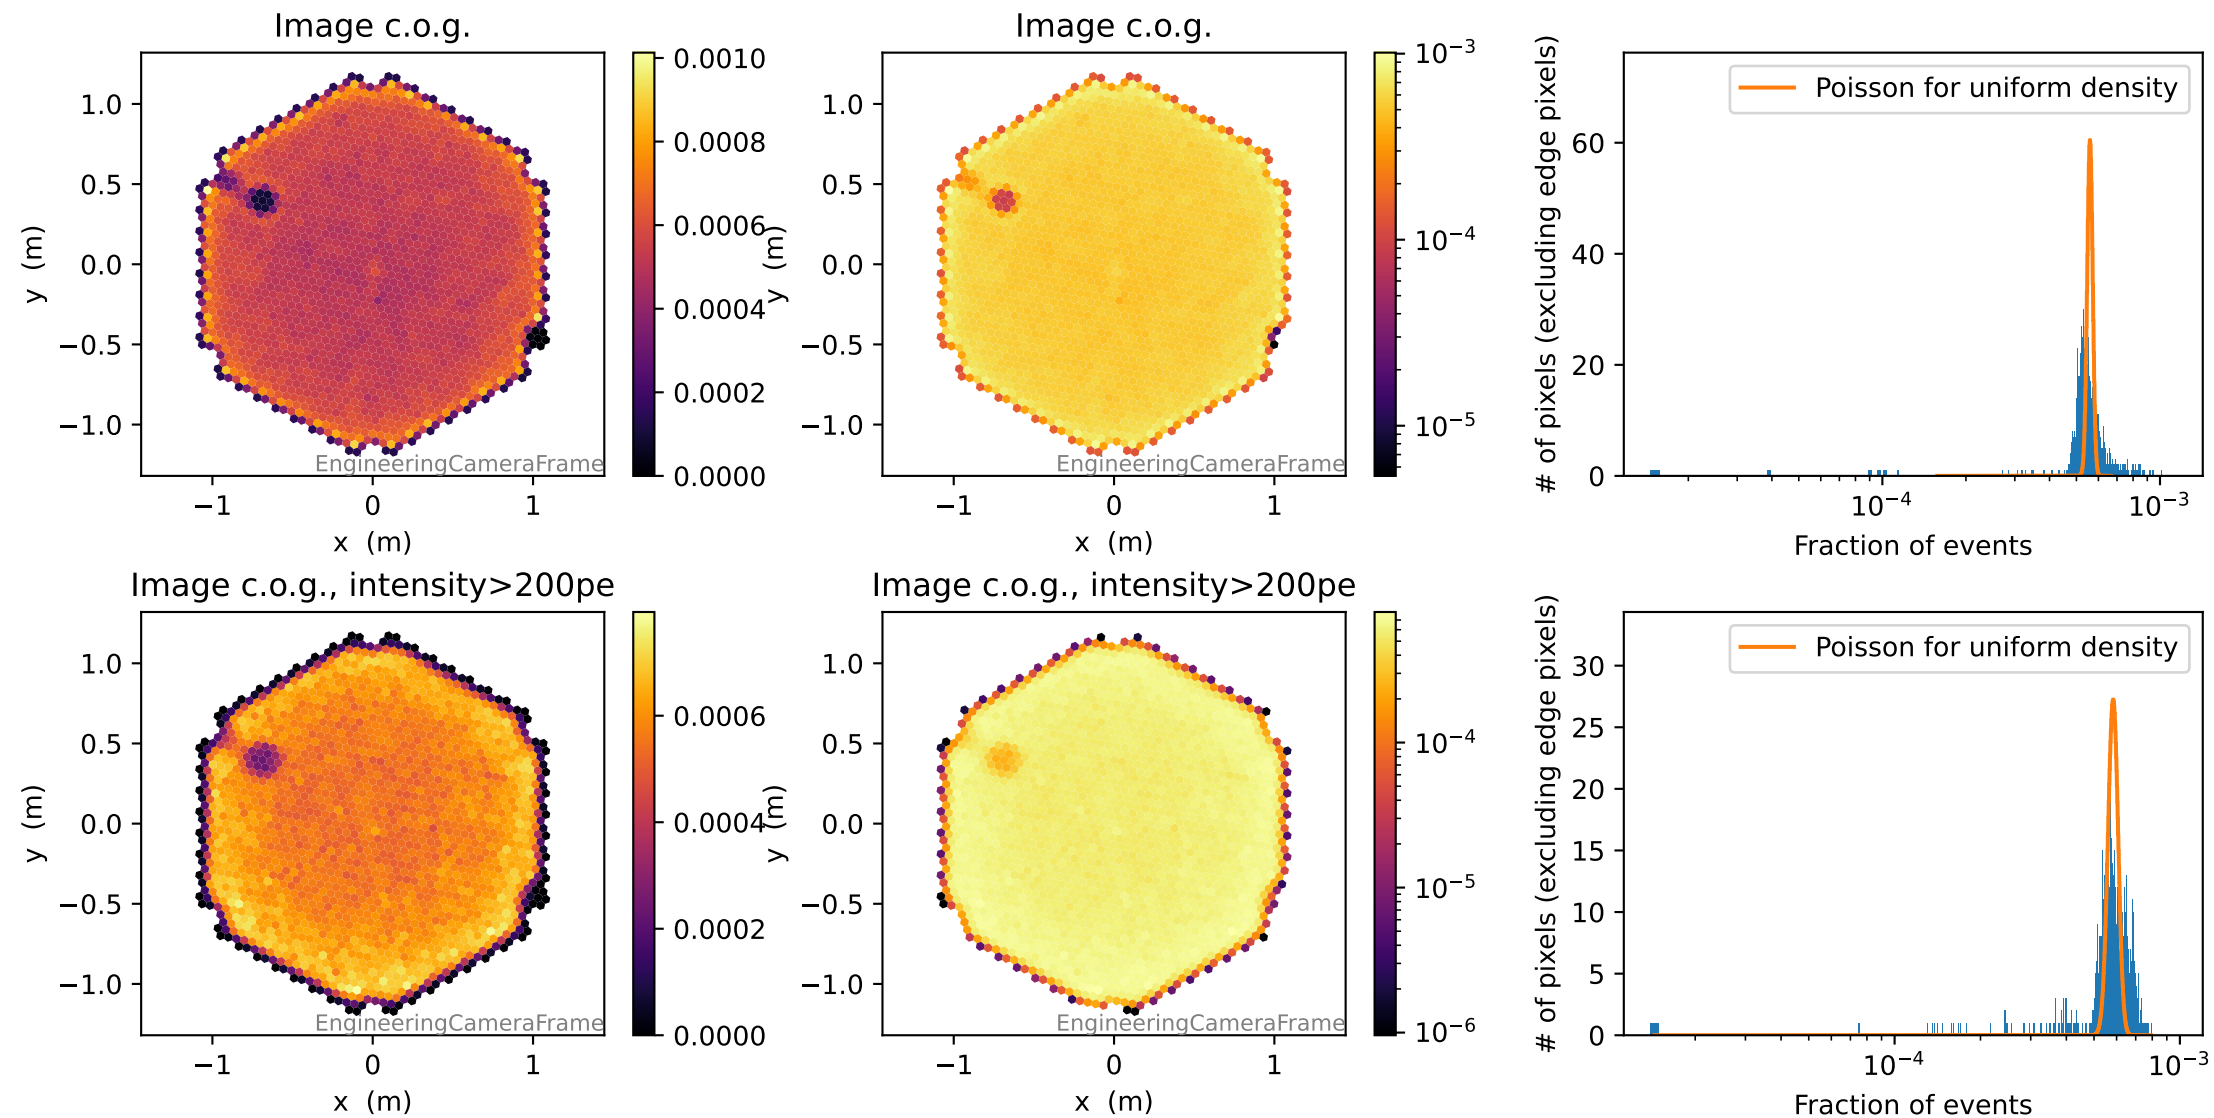 Image c.o.g.
1.0
0.5
0.0
−0.5
−1.0
y (m)
EngineeringCameraFrame
−1
0
1
x (m)
0.0010
0.0008
0.0006
0.0004
0.0002
0.0000
Image c.o.g.
1.0
0.5
0.0
−0.5
−1.0
y (m)
EngineeringCameraFrame
−1
0
1
x (m)
10⁻³
10⁻⁴
10⁻⁵
# of pixels (excluding edge pixels)
60
40
20
0
Poisson for uniform density
10⁻⁴
10⁻³
Fraction of events
Image c.o.g., intensity>200pe
1.0
0.5
0.0
−0.5
−1.0
y (m)
EngineeringCameraFrame
−1
0
1
x (m)
0.0006
0.0004
0.0002
0.0000
Image c.o.g., intensity>200pe
1.0
0.5
0.0
−0.5
−1.0
y (m)
EngineeringCameraFrame
−1
0
1
x (m)
10⁻⁴
10⁻⁵
10⁻⁶
# of pixels (excluding edge pixels)
30
25
20
15
10
5
0
Poisson for uniform density
10⁻⁴
10⁻³
Fraction of events